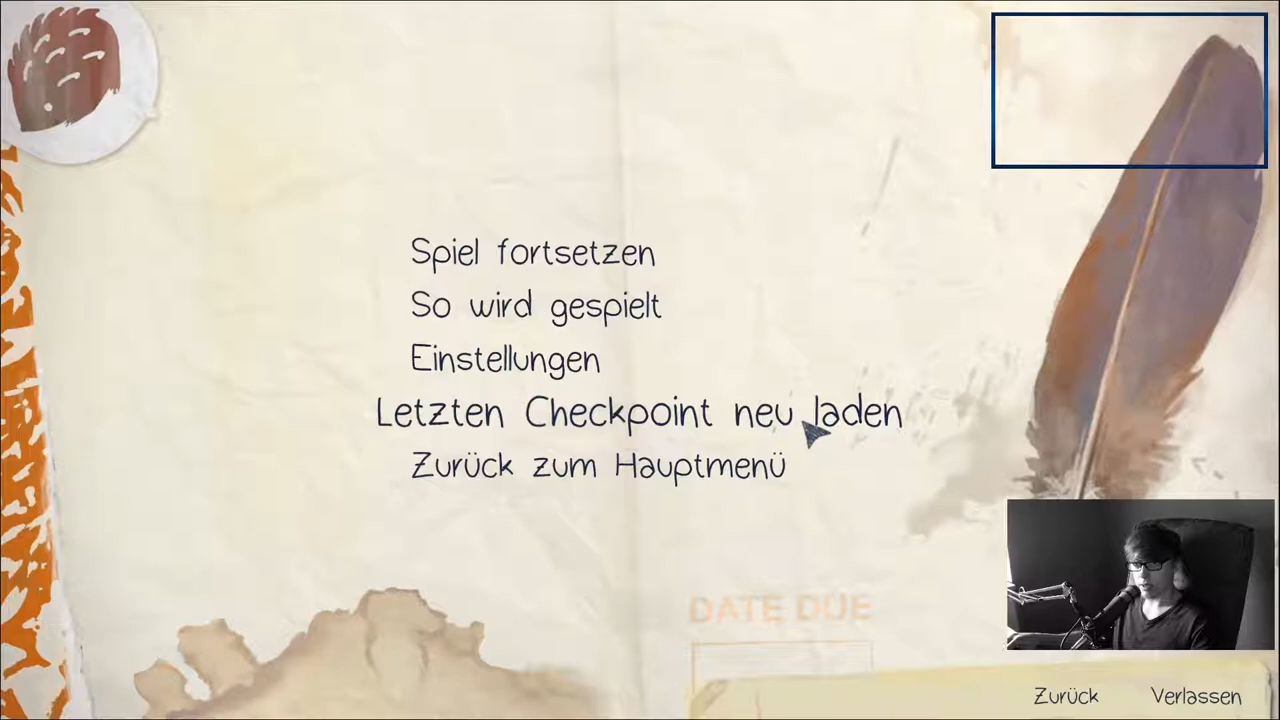 Spiel fortsetzen
So wird gespielt
Einstellungen
Letzten Checkpoint neu laden
Zurück zum Hauptmenü
DATE DUE
Zurück
Verlassen